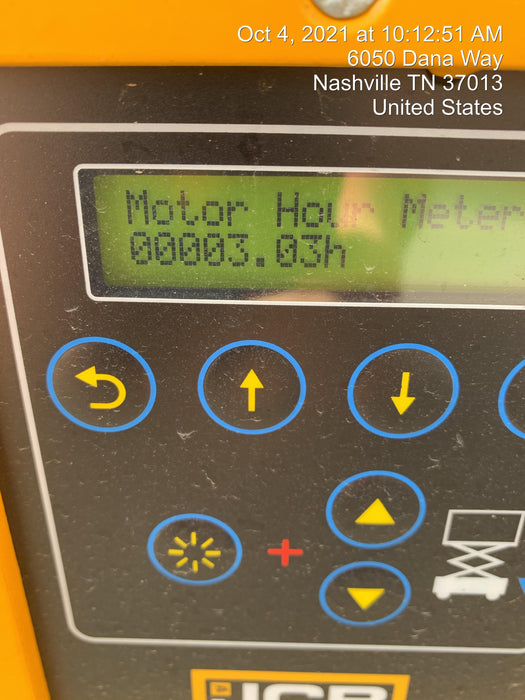 Oct 4, 2021 at 10:12:51 AM
6050 Dana Way
Nashville TN 37013
United States
Motor Hour Meter
00003.03h
JCB